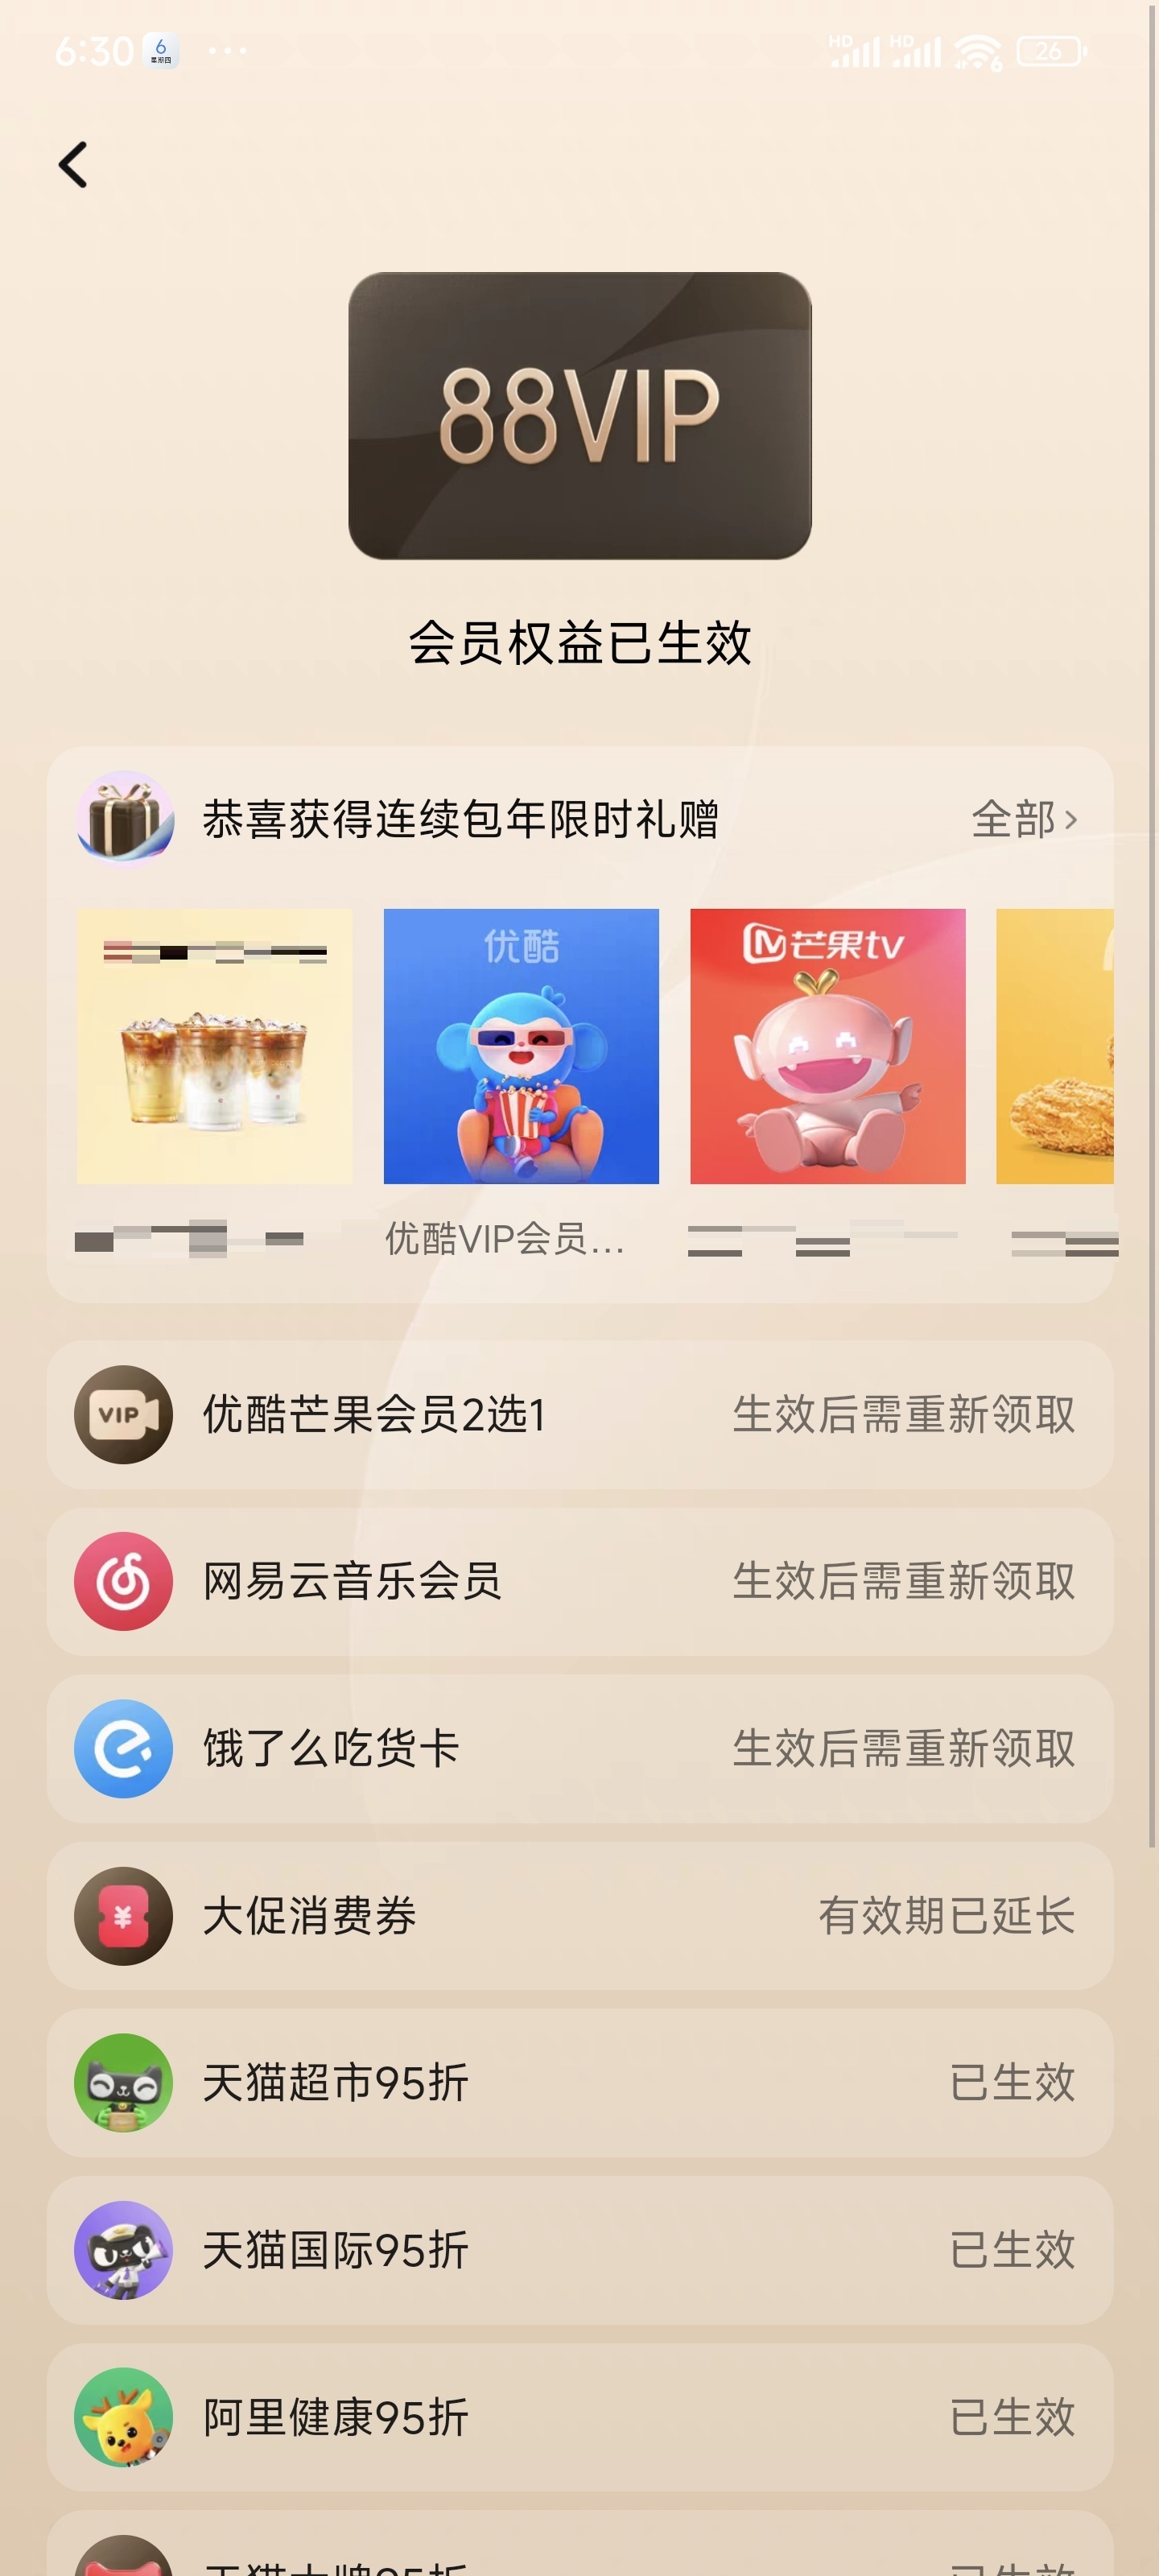 6:30
6
星期四
HD
HD
6
26
88VIP
会员权益已生效
恭喜获得连续包年限时礼赠
全部
优酷
芒果tv
优酷VIP会员...
VIP
优酷芒果会员2选1
生效后需重新领取
网易云音乐会员
生效后需重新领取
饿了么吃货卡
生效后需重新领取
¥
大促消费券
有效期已延长
天猫超市95折
已生效
天猫国际95折
已生效
阿里健康95折
已生效